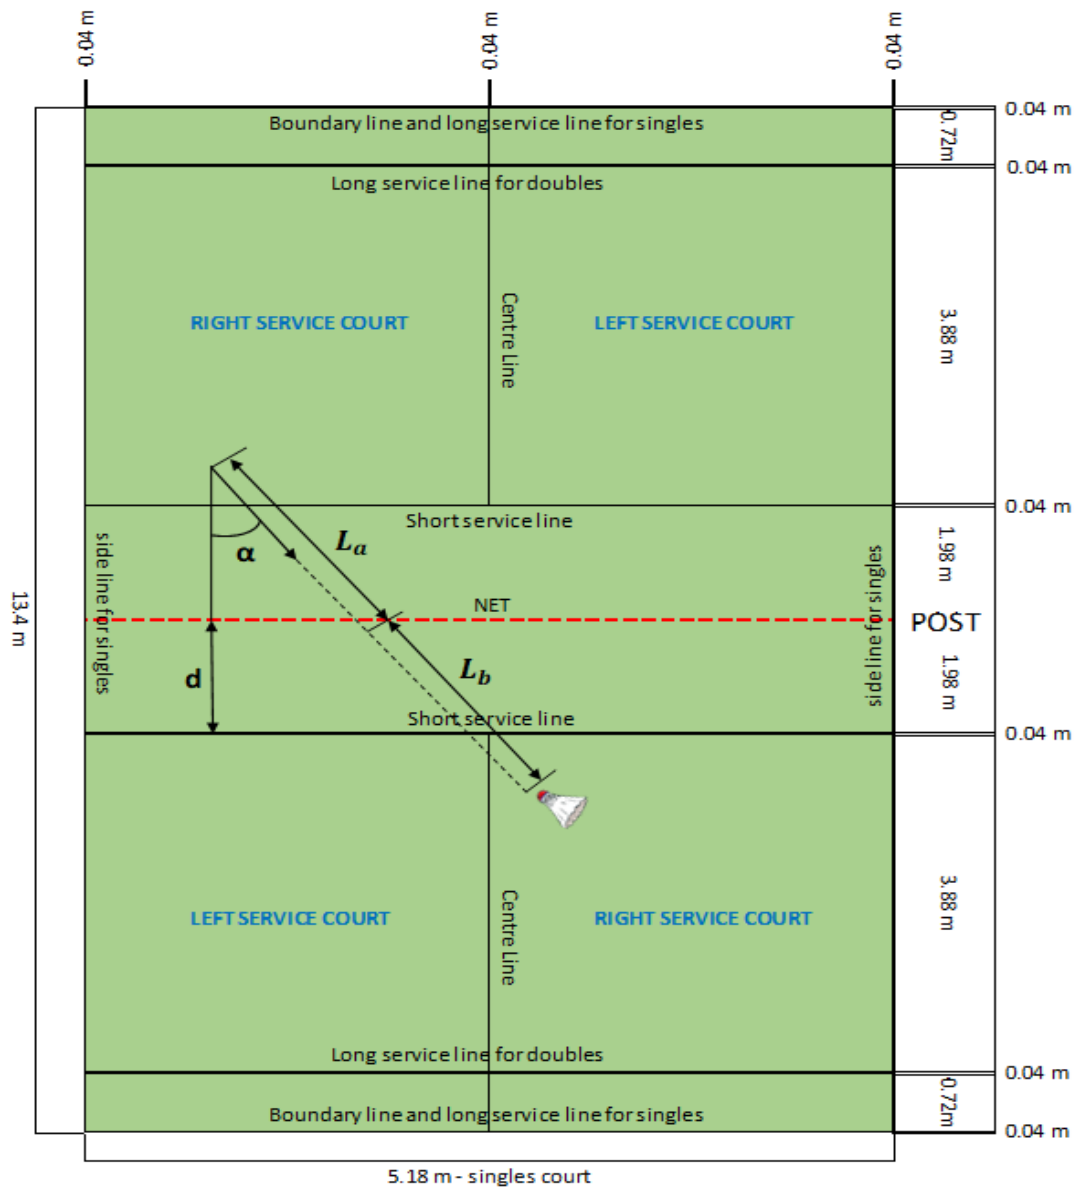 0.04 m
0.04 m
0.04 m
Boundary line and long service line for singles
0.72m
0.04 m
Long service line for doubles
0.04 m
RIGHT SERVICE COURT
Centre Line
LEFT SERVICE COURT
3.88 m
Short service line
0.04 m
α
L_a
side line for singles
side line for singles
1.98 m
13.4 m
NET
POST
d
L_b
1.98 m
Short service line
0.04 m
LEFT SERVICE COURT
Centre Line
RIGHT SERVICE COURT
3.88 m
Long service line for doubles
0.04 m
Boundary line and long service line for singles
0.72m
0.04 m
5.18 m - singles court